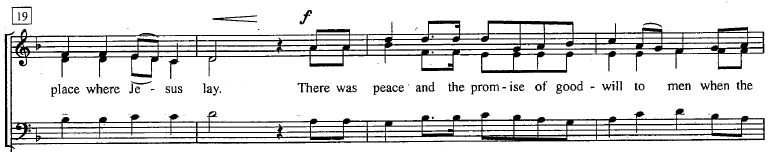 19
f
place where Je - sus lay. There was peace and the prom - ise of good - will to men when the